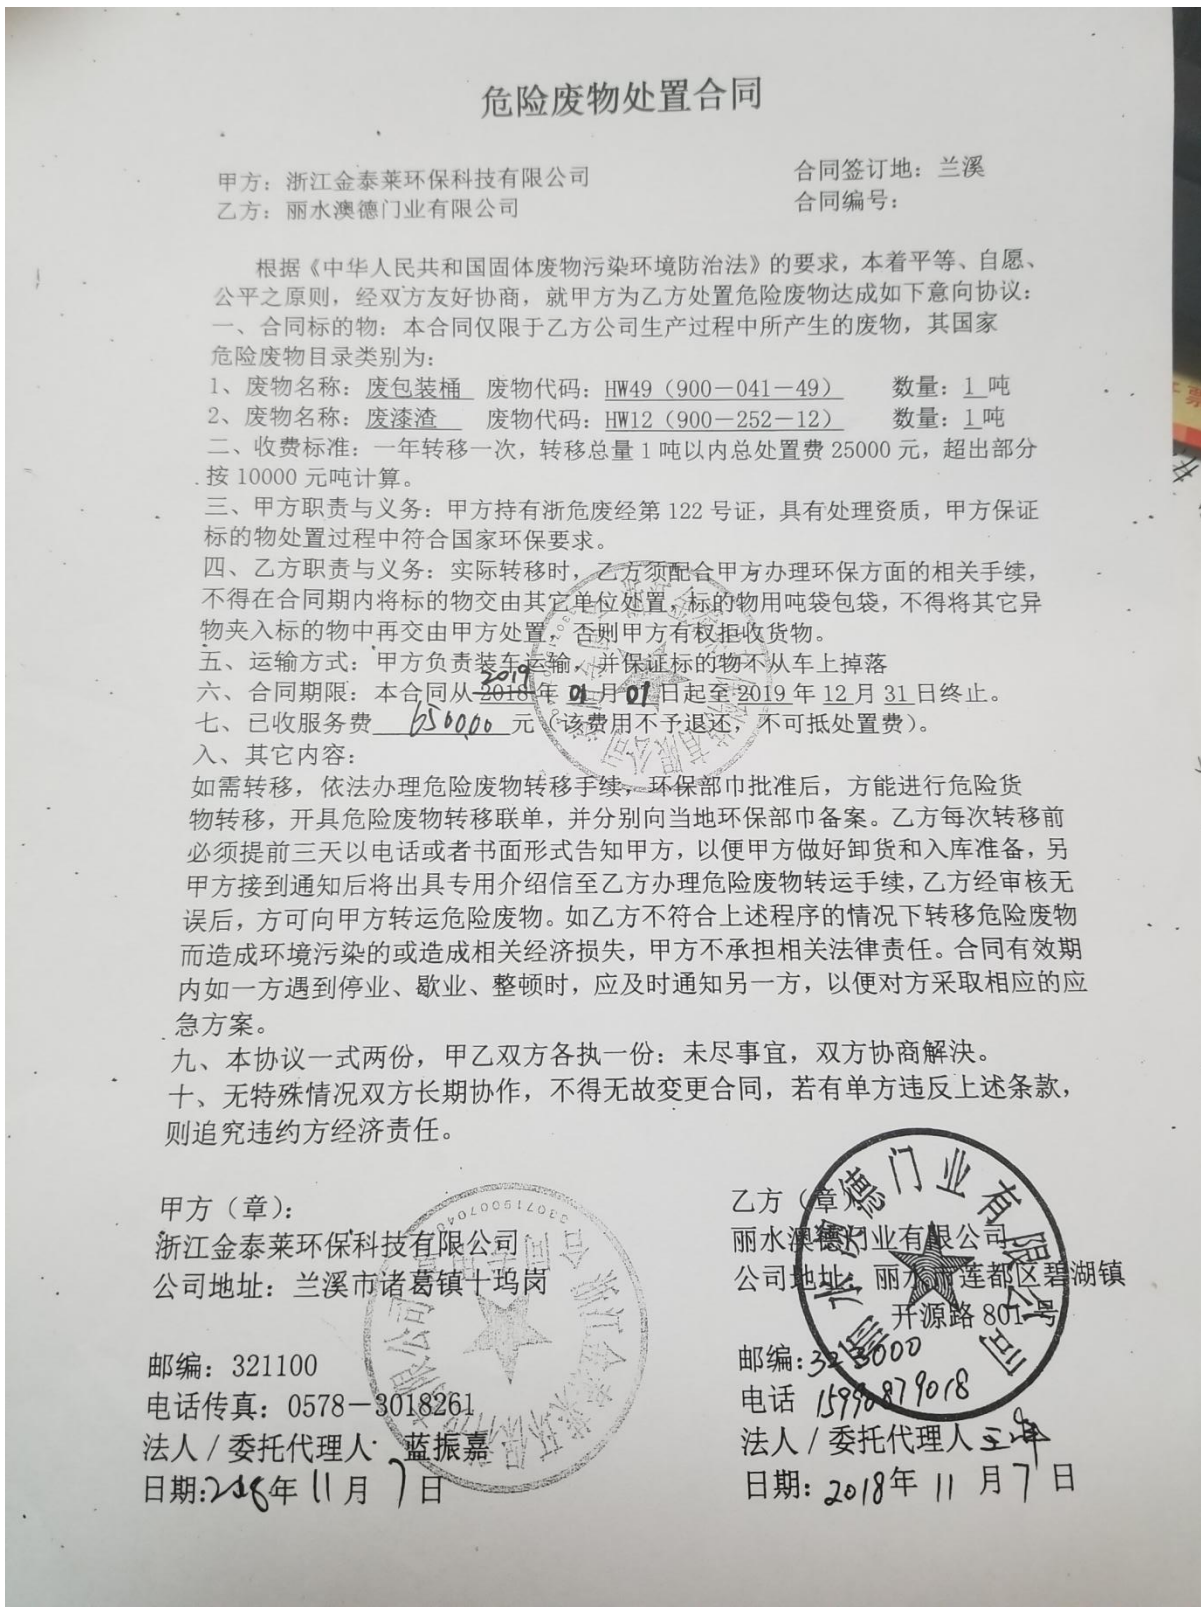 危险废物处置合同
甲方：浙江金泰莱环保科技有限公司
合同签订地：兰溪
乙方：丽水澳德门业有限公司
合同编号：
根据《中华人民共和国固体废物污染环境防治法》的要求，本着平等、自愿、
公平之原则，经双方友好协商，就甲方为乙方处置危险废物达成如下意向协议：
一、合同标的物：本合同仅限于乙方公司生产过程中所产生的废物，其国家
危险废物目录类别为：
1、废物名称：废包装桶 废物代码：HW49（900－041－49） 数量：1 吨
2、废物名称：废漆渣 废物代码：HW12（900－252－12） 数量：1 吨
二、收费标准：一年转移一次，转移总量 1 吨以内总处置费 25000 元，超出部分
按 10000 元吨计算。
三、甲方职责与义务：甲方持有浙危废经第 122 号证，具有处理资质，甲方保证
标的物处置过程中符合国家环保要求。
四、乙方职责与义务：实际转移时，乙方须配合甲方办理环保方面的相关手续，
不得在合同期内将标的物交由其它单位处置，标的物用吨袋包袋，不得将其它异
物夹入标的物中再交由甲方处置，否则甲方有权拒收货物。
五、运输方式：甲方负责装车运输，并保证标的物不从车上掉落
2019
六、合同期限：本合同从 2018 年 01 月 01 日起至 2019 年 12 月 31 日终止。
七、已收服务费 6500.00 元（该费用不予退还，不可抵处置费）。
入、其它内容：
如需转移，依法办理危险废物转移手续，环保部巾批准后，方能进行危险货
物转移，开具危险废物转移联单，并分别向当地环保部巾备案。乙方每次转移前
必须提前三天以电话或者书面形式告知甲方，以便甲方做好卸货和入库准备，另
甲方接到通知后将出具专用介绍信至乙方办理危险废物转运手续，乙方经审核无
误后，方可向甲方转运危险废物。如乙方不符合上述程序的情况下转移危险废物
而造成环境污染的或造成相关经济损失，甲方不承担相关法律责任。合同有效期
内如一方遇到停业、歇业、整顿时，应及时通知另一方，以便对方采取相应的应
急方案。
九、本协议一式两份，甲乙双方各执一份：未尽事宜，双方协商解决。
十、无特殊情况双方长期协作，不得无故变更合同，若有单方违反上述条款，
则追究违约方经济责任。
甲方（章）：
浙江金泰莱环保科技有限公司
公司地址：兰溪市诸葛镇十坞岗
邮编：321100
电话传真：0578－3018261
法人／委托代理人 蓝振嘉
日期:2018年 11 月 7 日
乙方（章）
丽水澳德门业有限公司
公司地址 丽水市莲都区碧湖镇
开源路 801 号
邮编:323000
电话 15990879018
法人／委托代理人
日期：2018年 11 月 7 日
丽水澳德门业有限公司